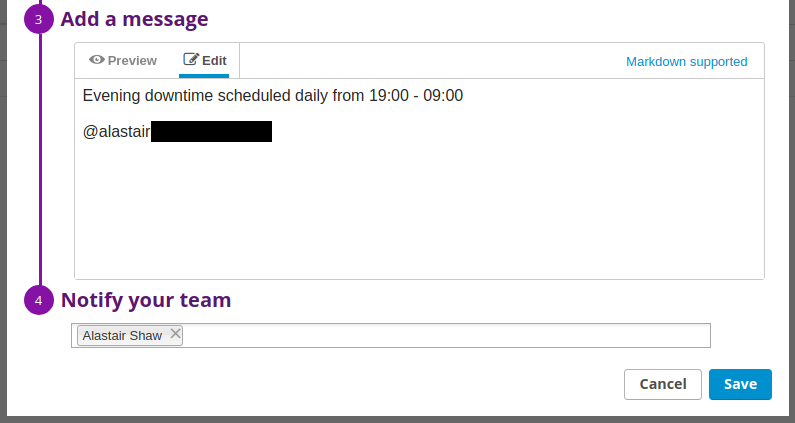 3 Add a message
Preview Edit Markdown supported
Evening downtime scheduled daily from 19:00 - 09:00
@alastair
4 Notify your team
Alastair Shaw
Cancel Save